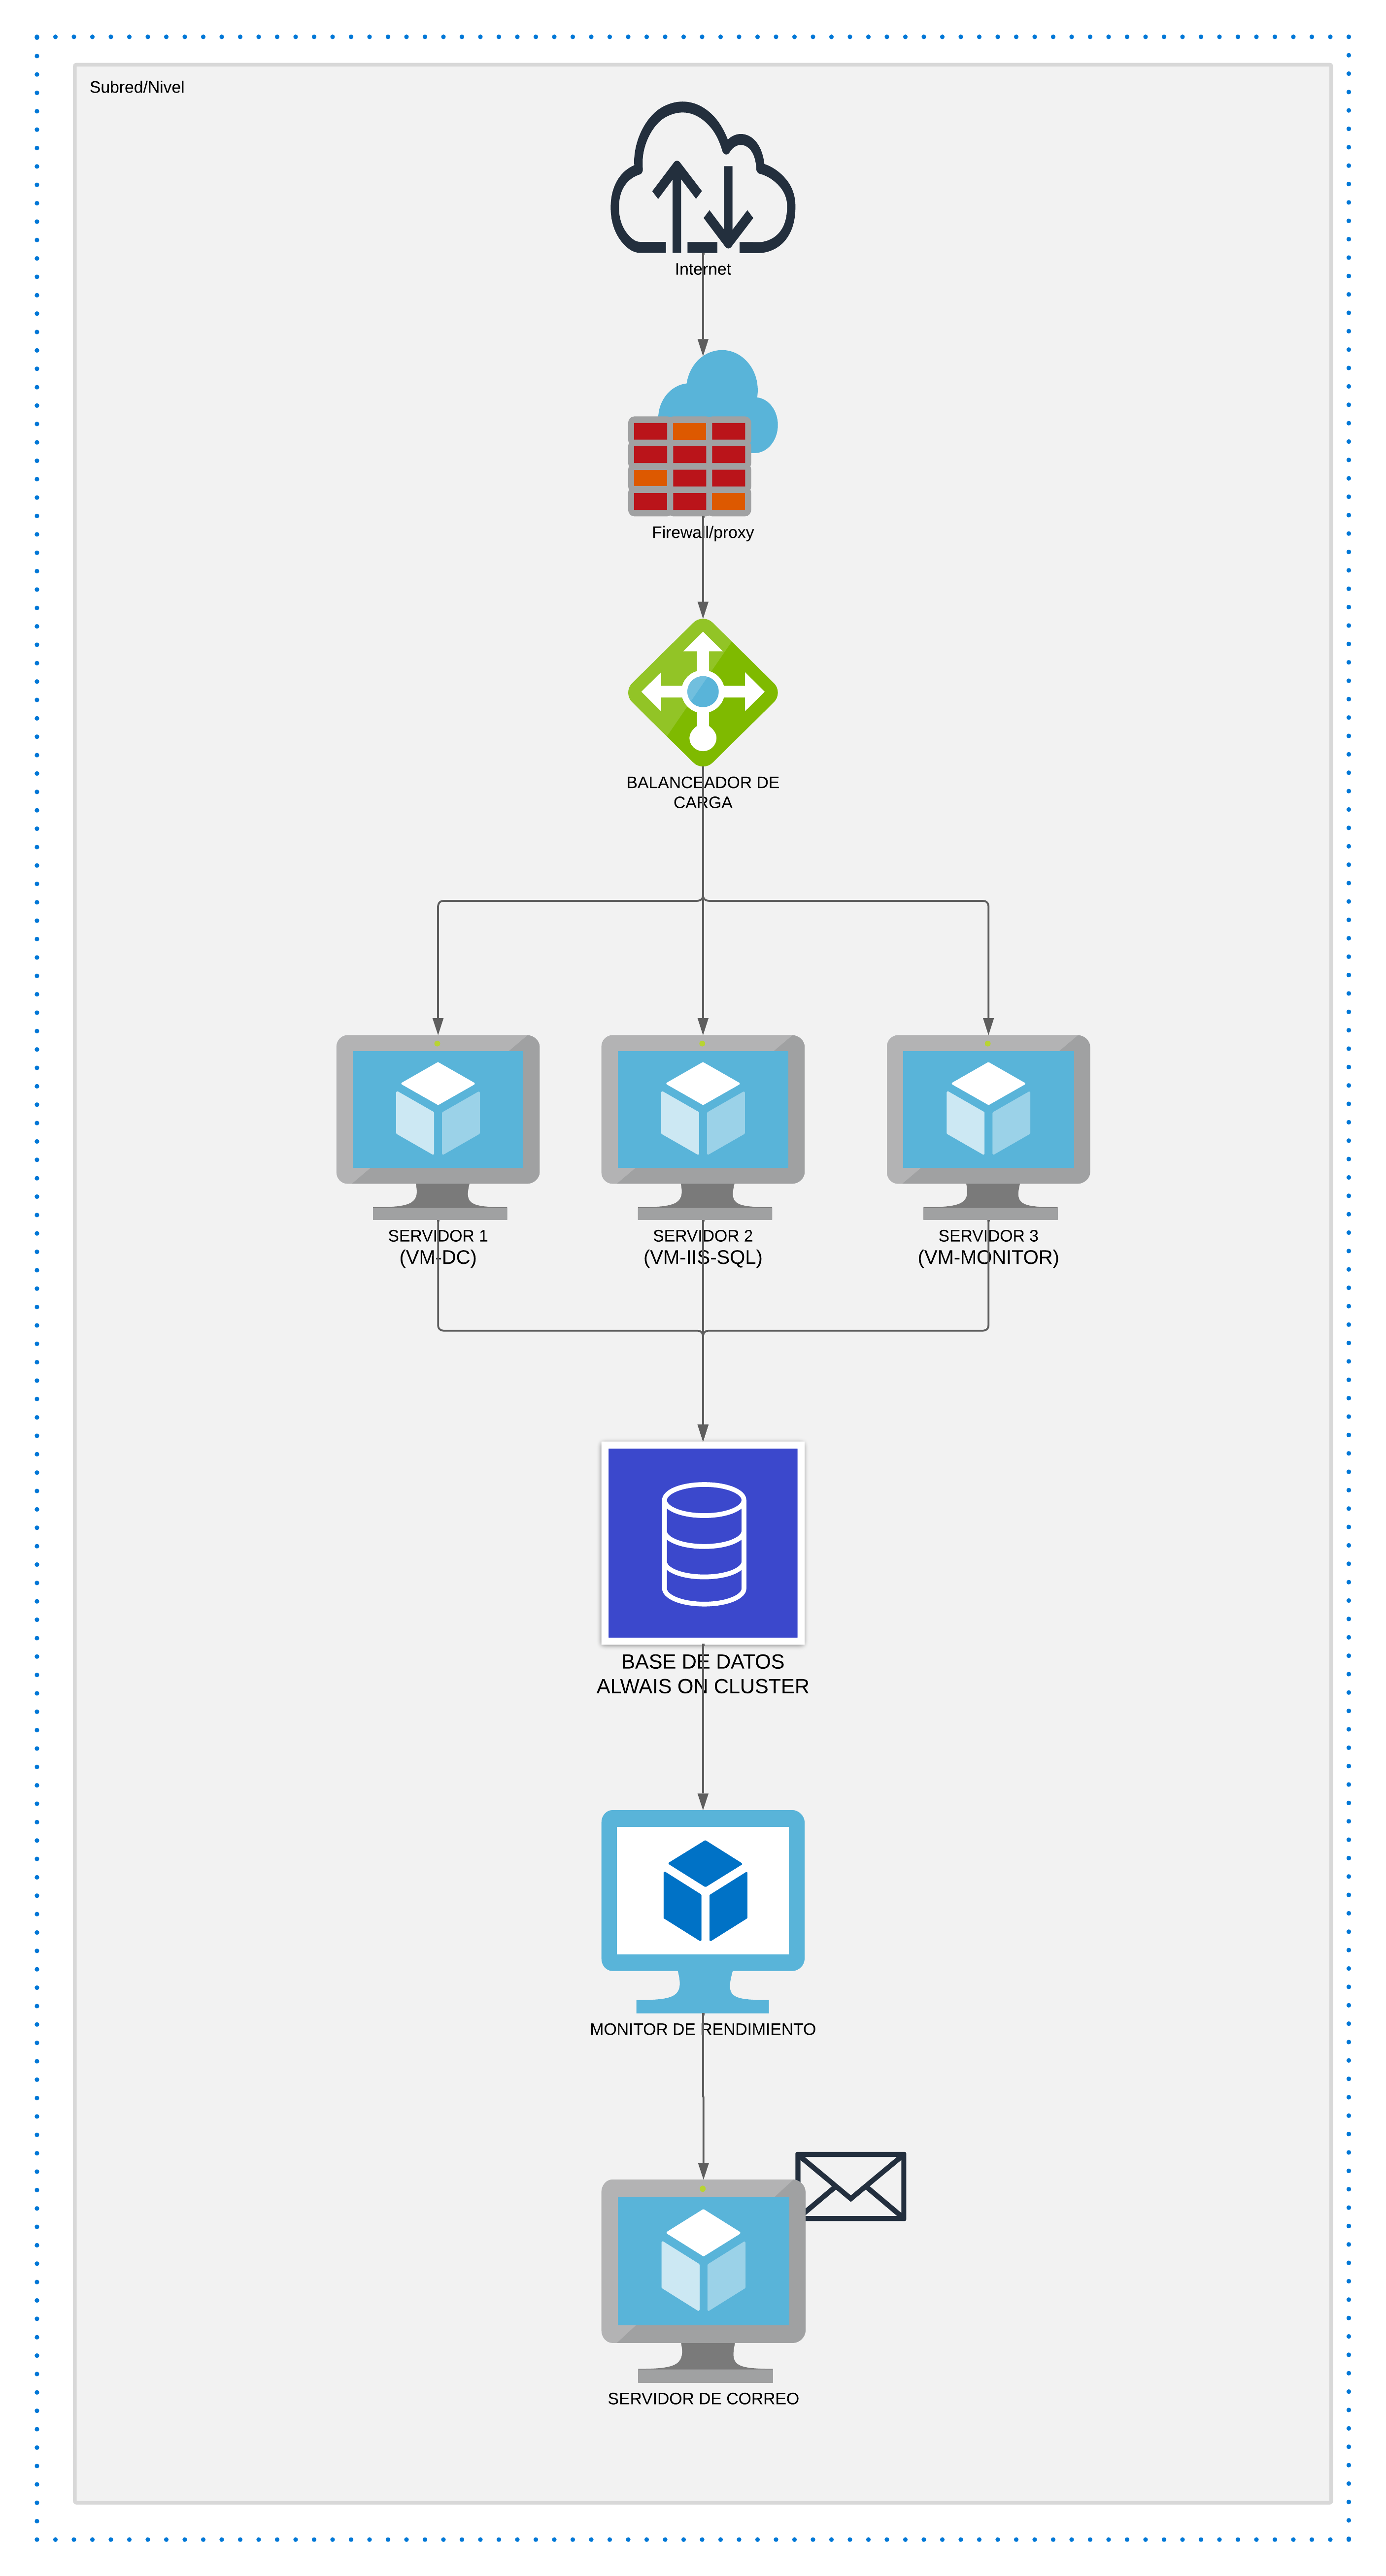 Subred/Nivel
Internet
Firewall/proxy
BALANCEADOR DE
CARGA
SERVIDOR 1
(VM-DC)
SERVIDOR 2
(VM-IIS-SQL)
SERVIDOR 3
(VM-MONITOR)
BASE DE DATOS
ALWAIS ON CLUSTER
MONITOR DE RENDIMIENTO
SERVIDOR DE CORREO